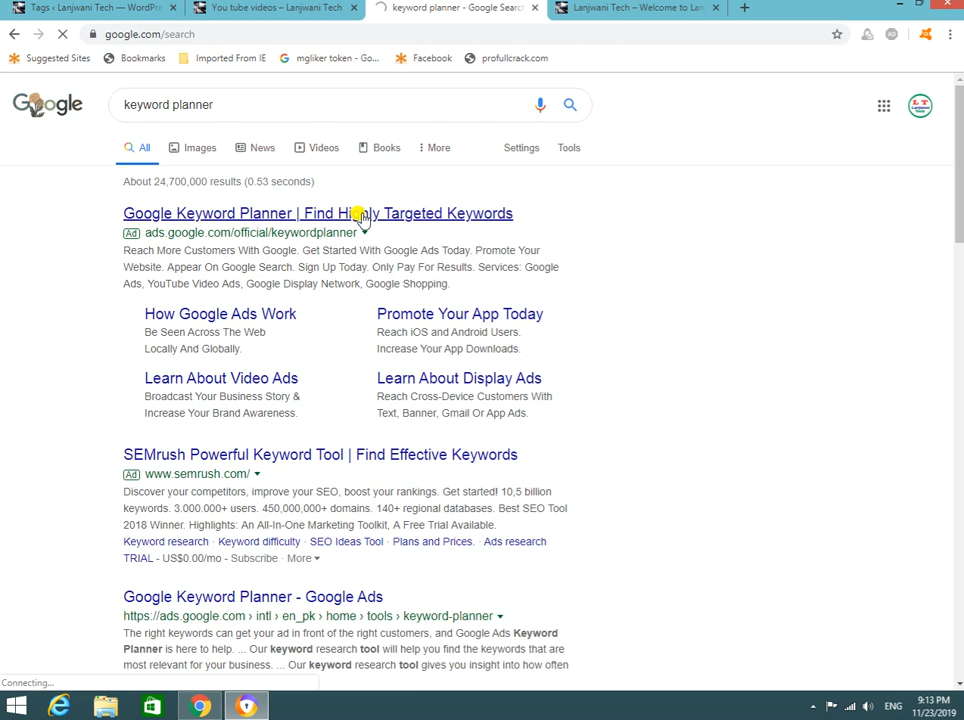 Tags ‹ Lanjwani Tech — WordPre
You tube videos – Lanjwani Tech
keyword planner - Google Search
Lanjwani Tech – Welcome to Lan
google.com/search
Suggested Sites
Bookmarks
Imported From IE
mgliker token - Go...
Facebook
profullcrack.com
Google
keyword planner
L T
All
Images
News
Videos
Books
More
Settings
Tools
About 24,700,000 results (0.53 seconds)
Google Keyword Planner | Find Highly Targeted Keywords
Ad ads.google.com/official/keywordplanner
Reach More Customers With Google. Get Started With Google Ads Today. Promote Your
Website. Appear On Google Search. Sign Up Today. Only Pay For Results. Services: Google
Ads, YouTube Video Ads, Google Display Network, Google Shopping.
How Google Ads Work
Be Seen Across The Web
Locally And Globally.
Promote Your App Today
Reach iOS and Android Users.
Increase Your App Downloads.
Learn About Video Ads
Broadcast Your Business Story &
Increase Your Brand Awareness.
Learn About Display Ads
Reach Cross-Device Customers With
Text, Banner, Gmail Or App Ads.
SEMrush Powerful Keyword Tool | Find Effective Keywords
Ad www.semrush.com/
Discover your competitors, improve your SEO, boost your rankings. Get started! 10,5 billion
keywords. 3.000.000+ users. 450,000,000+ domains. 140+ regional databases. Best SEO Tool
2018 Winner. Highlights: An All-In-One Marketing Toolkit, A Free Trial Available.
Keyword research · Keyword difficulty · SEO Ideas Tool · Plans and Prices. · Ads research
TRIAL - US$0.00/mo - Subscribe · More
Google Keyword Planner - Google Ads
https://ads.google.com › intl › en_pk › home › tools › keyword-planner
The right keywords can get your ad in front of the right customers, and Google Ads Keyword
Planner is here to help. ... Our keyword research tool will help you find the keywords that are
most relevant for your business. ... Our keyword research tool gives you insight into how often
Connecting...
ENG
9:13 PM
11/23/2019